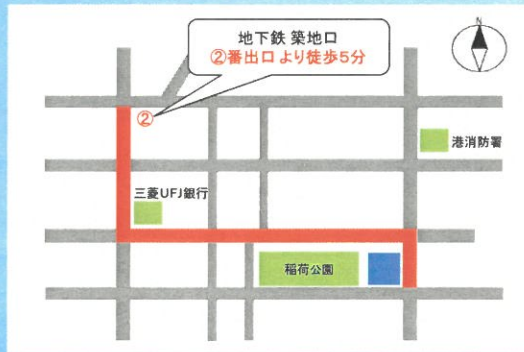 地下鉄 築地口
②番出口 より徒歩5分
N
②
港消防署
三菱UFJ銀行
稲荷公園